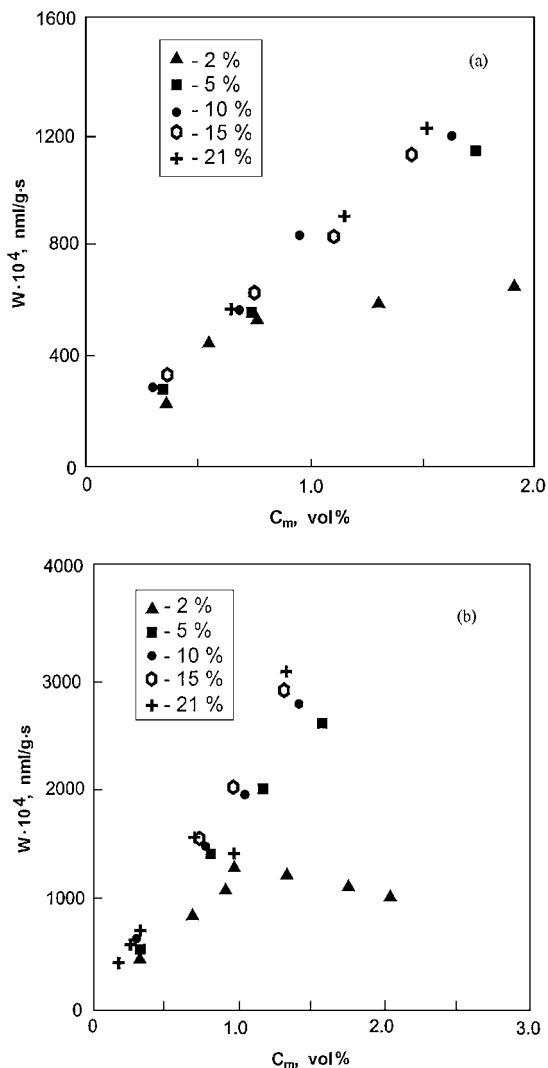 (a)
▲ - 2 %
■ - 5 %
● - 10 %
⬡ - 15 %
+ - 21 %
W·10⁴, nml/g·s
1600
1200
800
400
0
0
1.0
2.0
Cₘ, vol%
(b)
▲ - 2 %
■ - 5 %
● - 10 %
⬡ - 15 %
+ - 21 %
W·10⁴, nml/g·s
4000
3000
2000
1000
0
0
1.0
2.0
3.0
Cₘ, vol%